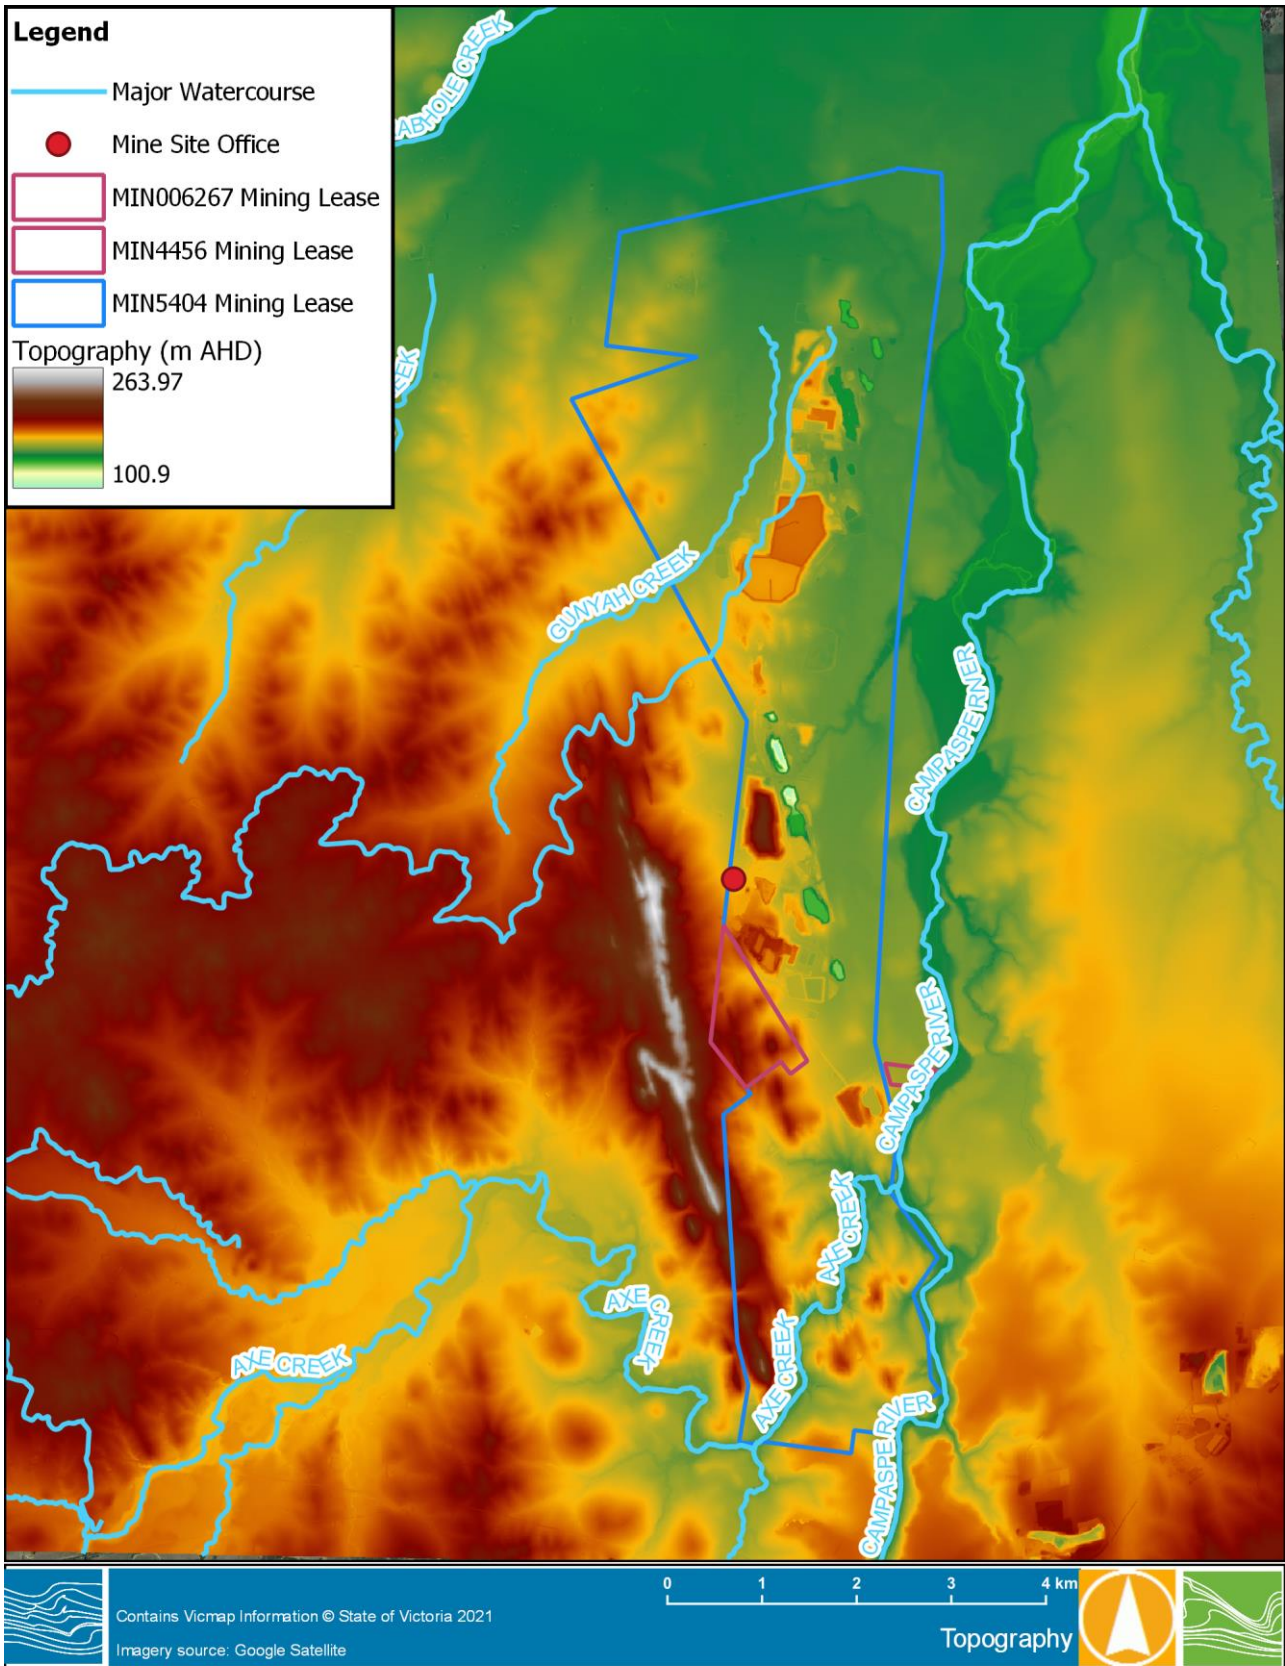 Legend
Major Watercourse
Mine Site Office
MIN006267 Mining Lease
MIN4456 Mining Lease
MIN5404 Mining Lease
Topography (m AHD)
263.97
100.9
ABHOLE CREEK
EEK
GUNYAH CREEK
CAMPASPE RIVER
CAMPASPE RIVER
CAMPASPE RIVER
AXE CREEK
AXE CREEK
AXE CREEK
AXE CREEK
CAMPASPE RIVER
0 1 2 3 4 km
Contains Vicmap Information © State of Victoria 2021
Imagery source: Google Satellite
Topography